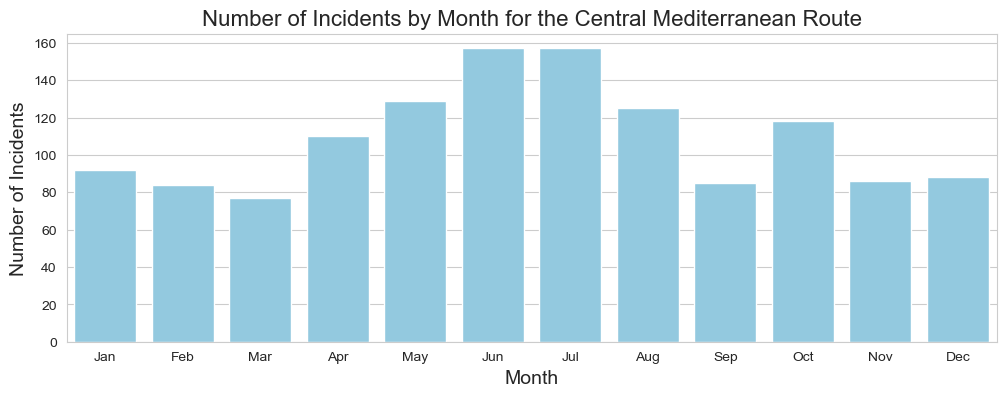 Number of Incidents by Month for the Central Mediterranean Route
Number of Incidents
160
140
120
100
80
60
40
20
0
Jan Feb Mar Apr May Jun Jul Aug Sep Oct Nov Dec
Month